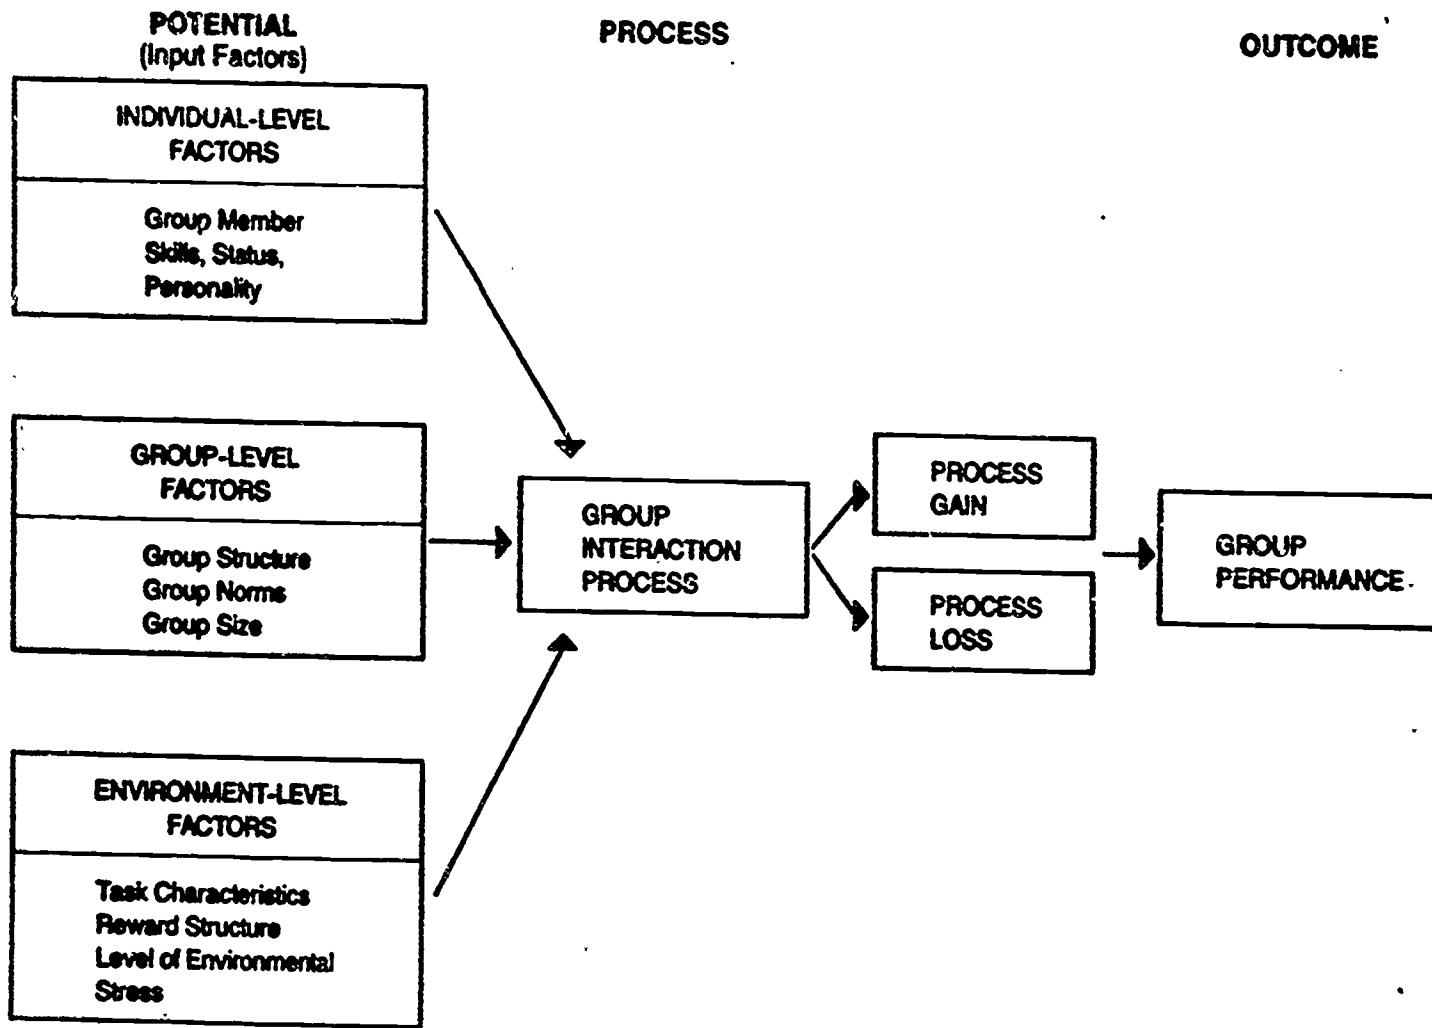 POTENTIAL
(Input Factors)
PROCESS
OUTCOME
INDIVIDUAL-LEVEL
FACTORS
Group Member
Skills, Status,
Personality
GROUP-LEVEL
FACTORS
Group Structure
Group Norms
Group Size
ENVIRONMENT-LEVEL
FACTORS
Task Characteristics
Reward Structure
Level of Environmental
Stress
GROUP
INTERACTION
PROCESS
PROCESS
GAIN
PROCESS
LOSS
GROUP
PERFORMANCE